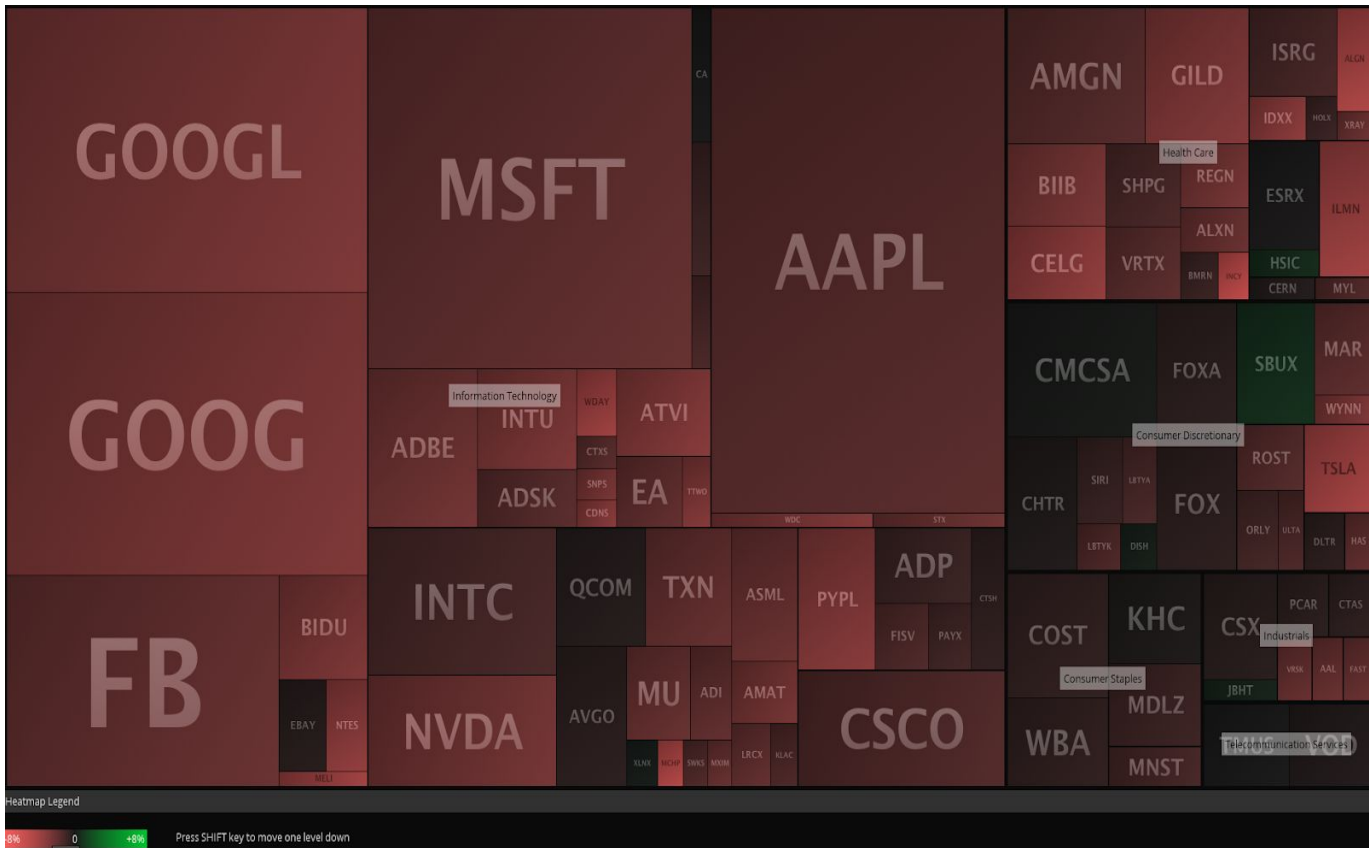 GOOGL
GOOG
FB
BIDU
EBAY
NTES
MELI
MSFT
CA
AAPL
Information Technology
ADBE
INTU
WDAY
ATVI
CTXS
ADSK
SNPS
CDNS
EA
TTWO
WDC
STX
INTC
NVDA
QCOM
TXN
ASML
AVGO
MU
ADI
AMAT
XLNX
MCHP
SWKS
MXIM
LRCX
KLAC
PYPL
ADP
CTSH
FISV
PAYX
CSCO
AMGN
GILD
ISRG
ALGN
IDXX
HOLX
XRAY
Health Care
BIIB
SHPG
REGN
ESRX
ILMN
ALXN
CELG
VRTX
BMRN
INCY
HSIC
CERN
MYL
CMCSA
FOXA
SBUX
MAR
WYNN
Consumer Discretionary
CHTR
SIRI
LBTYA
FOX
ROST
TSLA
LBTYK
DISH
ORLY
ULTA
DLTR
HAS
COST
KHC
Consumer Staples
WBA
MDLZ
MNST
CSX
PCAR
CTAS
Industrials
VRSK
AAL
FAST
JBHT
TMUS
VOD
Telecommunication Services
Heatmap Legend
-8%
0
+8%
Press SHIFT key to move one level down